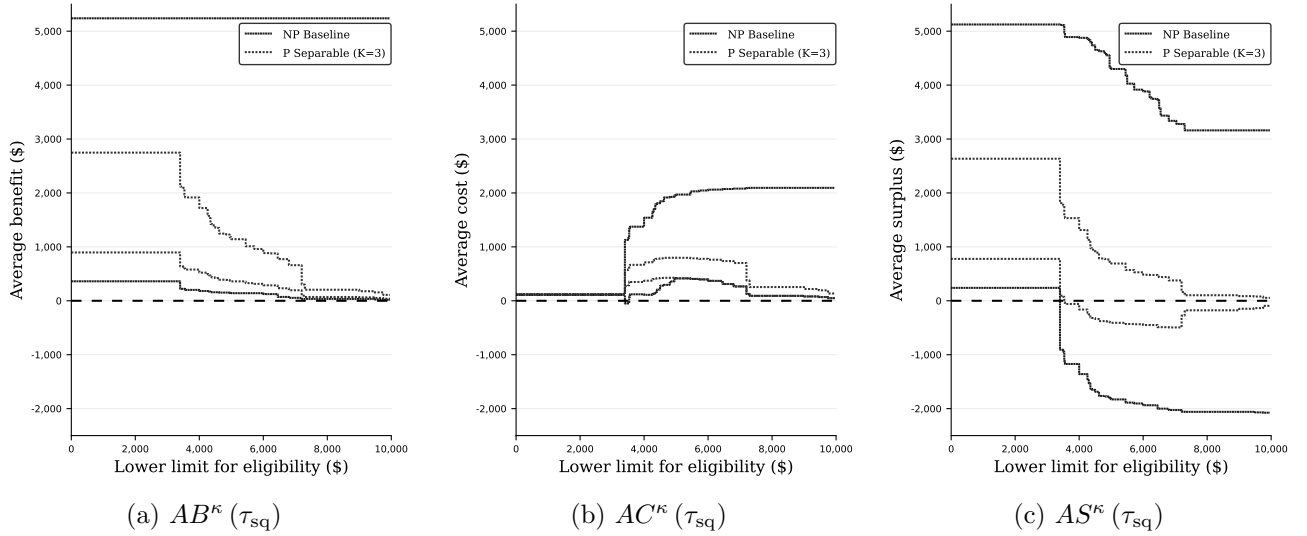 5,000
4,000
3,000
2,000
1,000
0
-1,000
-2,000
Average benefit ($)
NP Baseline
P Separable (K=3)
0
2,000
4,000
6,000
8,000
10,000
Lower limit for eligibility ($)
(a) AB^κ (τ_sq)
5,000
4,000
3,000
2,000
1,000
0
-1,000
-2,000
Average cost ($)
NP Baseline
P Separable (K=3)
0
2,000
4,000
6,000
8,000
10,000
Lower limit for eligibility ($)
(b) AC^κ (τ_sq)
5,000
4,000
3,000
2,000
1,000
0
-1,000
-2,000
Average surplus ($)
NP Baseline
P Separable (K=3)
0
2,000
4,000
6,000
8,000
10,000
Lower limit for eligibility ($)
(c) AS^κ (τ_sq)